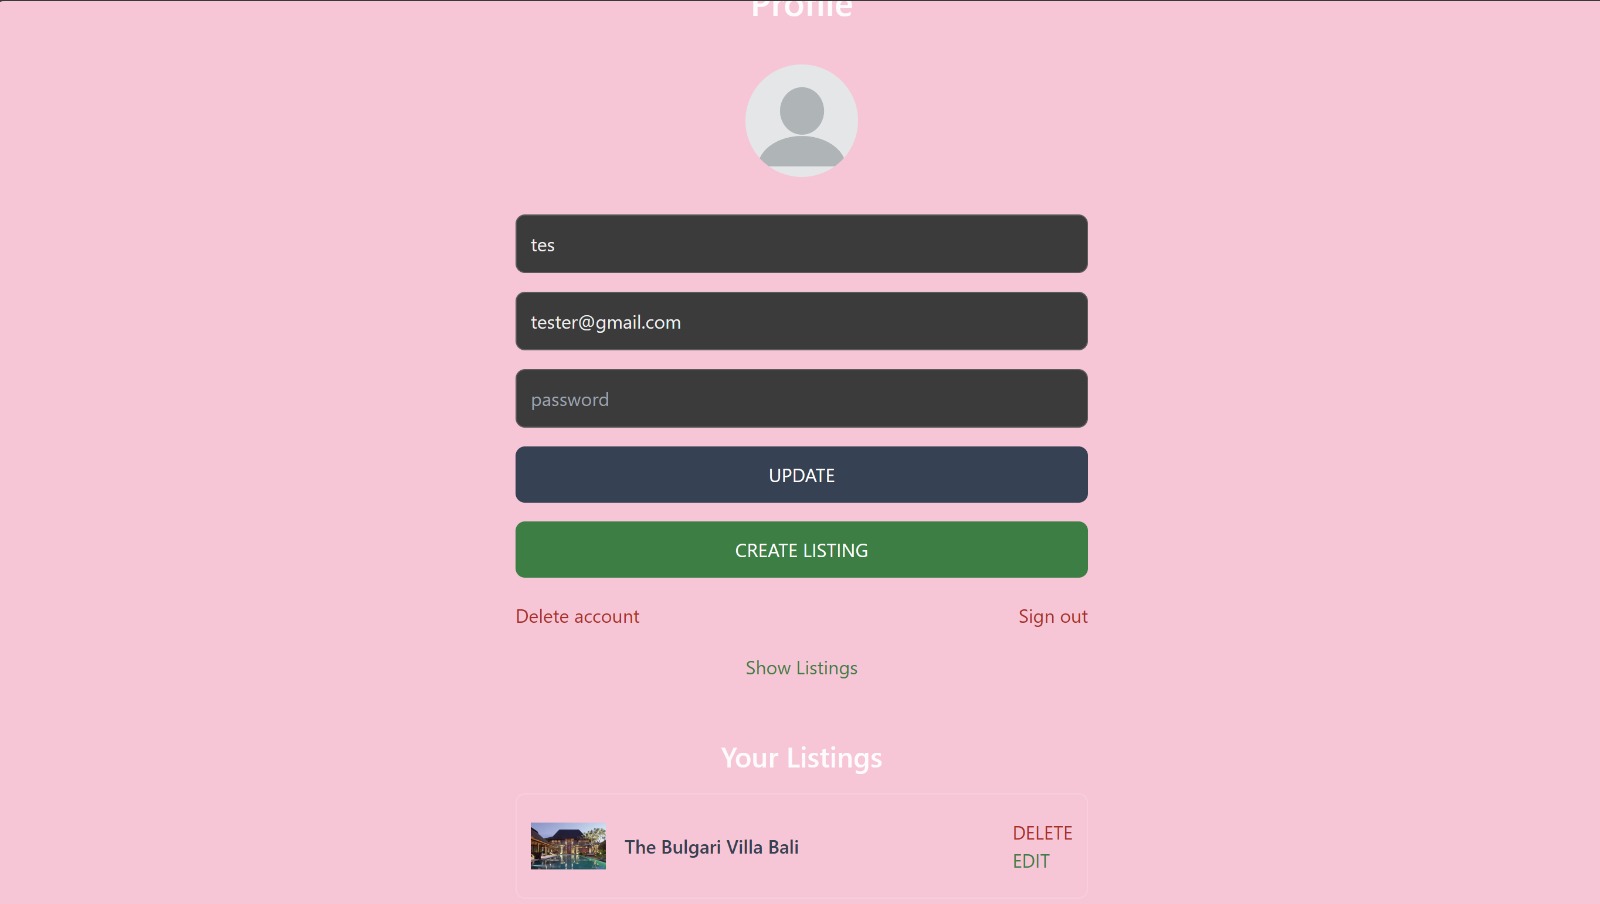 Profile
tes
tester@gmail.com
password
UPDATE
CREATE LISTING
Delete account
Sign out
Show Listings
Your Listings
The Bulgari Villa Bali
DELETE
EDIT